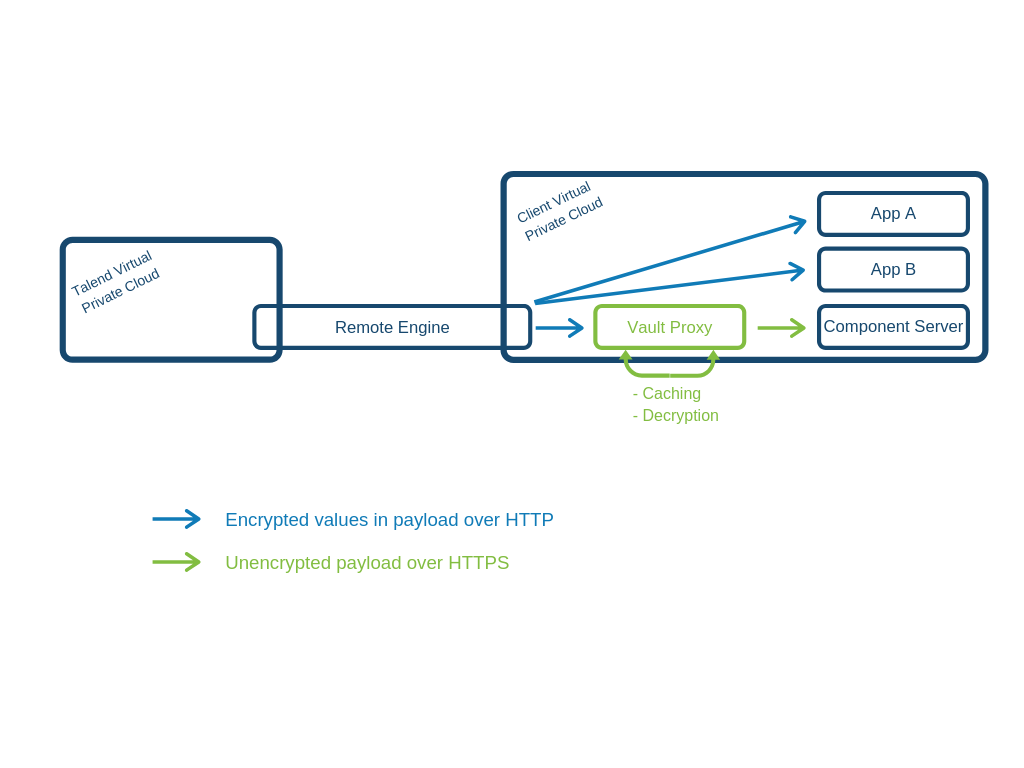 Talend Virtual
Private Cloud
Client Virtual
Private Cloud
App A
App B
Remote Engine
Vault Proxy
Component Server
- Caching
- Decryption
Encrypted values in payload over HTTP
Unencrypted payload over HTTPS